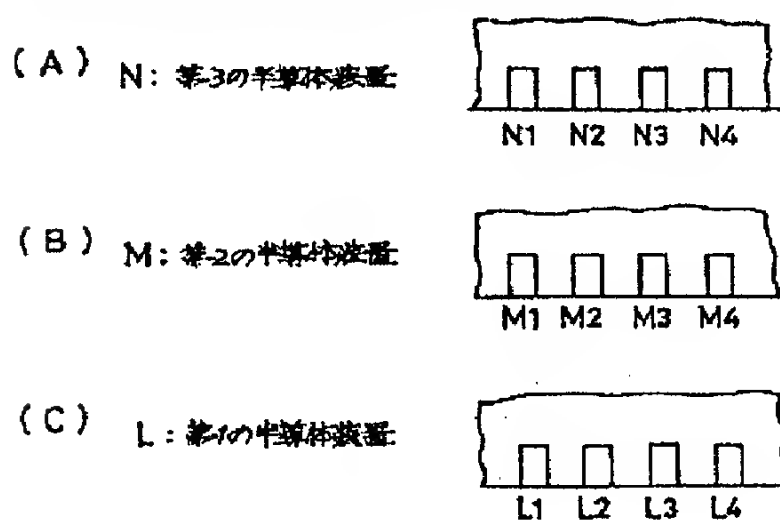 (A) N: 第3の半導体装置
N1 N2 N3 N4
(B) M: 第2の半導体装置
M1 M2 M3 M4
(C) L: 第1の半導体装置
L1 L2 L3 L4